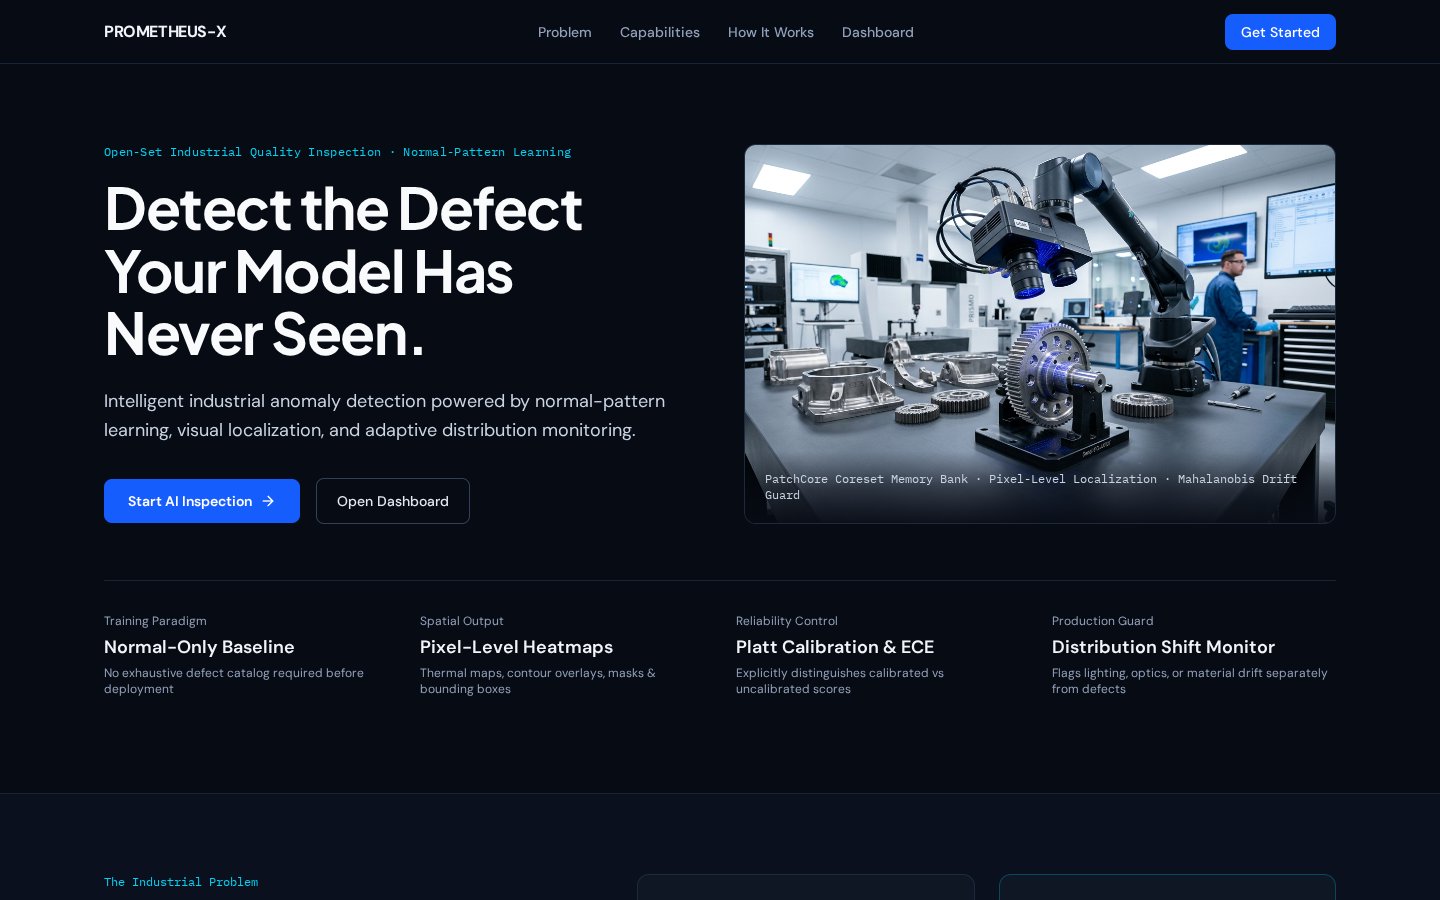 PROMETHEUS-X
Problem
Capabilities
How It Works
Dashboard
Get Started
Open-Set Industrial Quality Inspection · Normal-Pattern Learning
Detect the Defect
Your Model Has
Never Seen.
Intelligent industrial anomaly detection powered by normal-pattern
learning, visual localization, and adaptive distribution monitoring.
Start AI Inspection →
Open Dashboard
PRISMO
PatchCore Coreset Memory Bank · Pixel-Level Localization · Mahalanobis Drift
Guard
Training Paradigm
Normal-Only Baseline
No exhaustive defect catalog required before
deployment
Spatial Output
Pixel-Level Heatmaps
Thermal maps, contour overlays, masks &
bounding boxes
Reliability Control
Platt Calibration & ECE
Explicitly distinguishes calibrated vs
uncalibrated scores
Production Guard
Distribution Shift Monitor
Flags lighting, optics, or material drift separately
from defects
The Industrial Problem